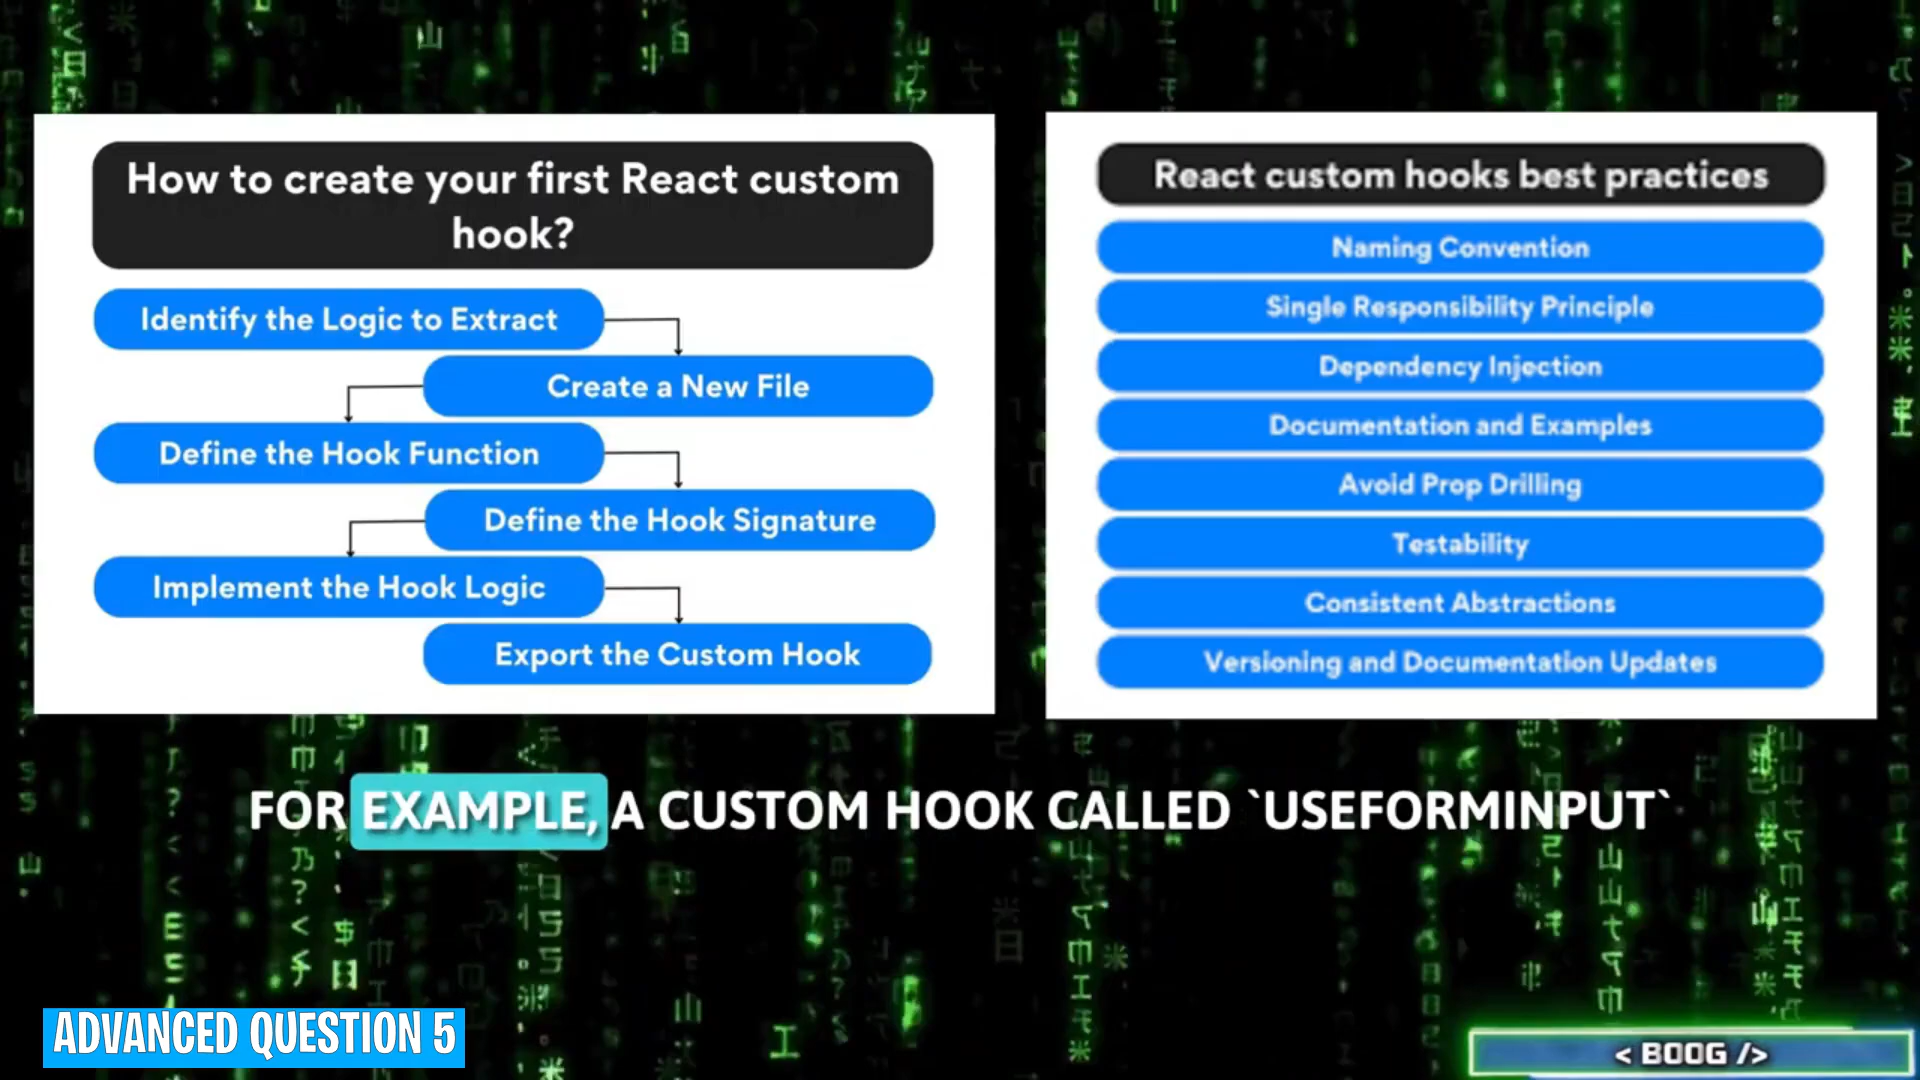 How to create your first React custom
hook?
Identify the Logic to Extract
Create a New File
Define the Hook Function
Define the Hook Signature
Implement the Hook Logic
Export the Custom Hook
React custom hooks best practices
Naming Convention
Single Responsibility Principle
Dependency Injection
Documentation and Examples
Avoid Prop Drilling
Testability
Consistent Abstractions
Versioning and Documentation Updates
FOR EXAMPLE, A CUSTOM HOOK CALLED `USEFORMINPUT`
ADVANCED QUESTION 5
< BOOG />